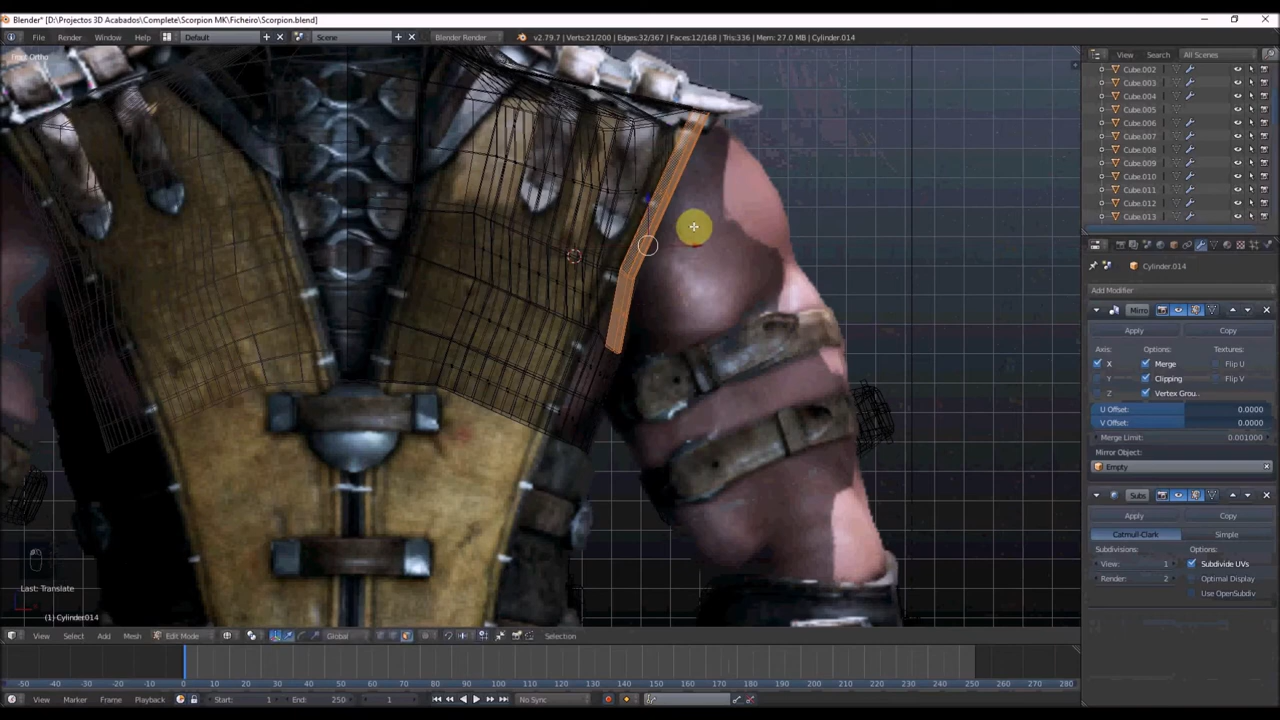 Blender* [D:\Projectos 3D Acabados\Complete\Scorpion MK\Ficheiro\Scorpion.blend]
File Render Window Help Default Scene Blender Render v2.79.7 | Verts:21/200 | Edges:32/367 | Faces:12/168 | Tris:336 | Mem: 27.0 MB | Cylinder.014
View Search All Scenes
Cube.002
Cube.003
Cube.004
Cube.005
Cube.006
Cube.007
Cube.008
Cube.009
Cube.010
Cube.011
Cube.012
Cube.013
Cylinder.014
Add Modifier
Mirro
Apply Copy
Axis: Options: Textures:
X Merge Flip U
Y Clipping Flip V
Z Vertex Grou..
U Offset: 0.0000
V Offset: 0.0000
Merge Limit: 0.001000
Mirror Object:
Empty
Subs
Apply Copy
Catmull-Clark Simple
Subdivisions: Options:
View: 1 Subdivide UVs
Render: 2 Optimal Display
Use OpenSubdiv
Last: Translate
(1) Cylinder.014
View Select Add Mesh Edit Mode Global Selection
-50 -40 -30 -20 -10 0 10 20 30 40 50 60 70 80 90 100 110 120 130 140 150 160 170 180 190 200 210 220 230 240 250 260 270 280
View Marker Frame Playback Start: 1 End: 250 1 No Sync